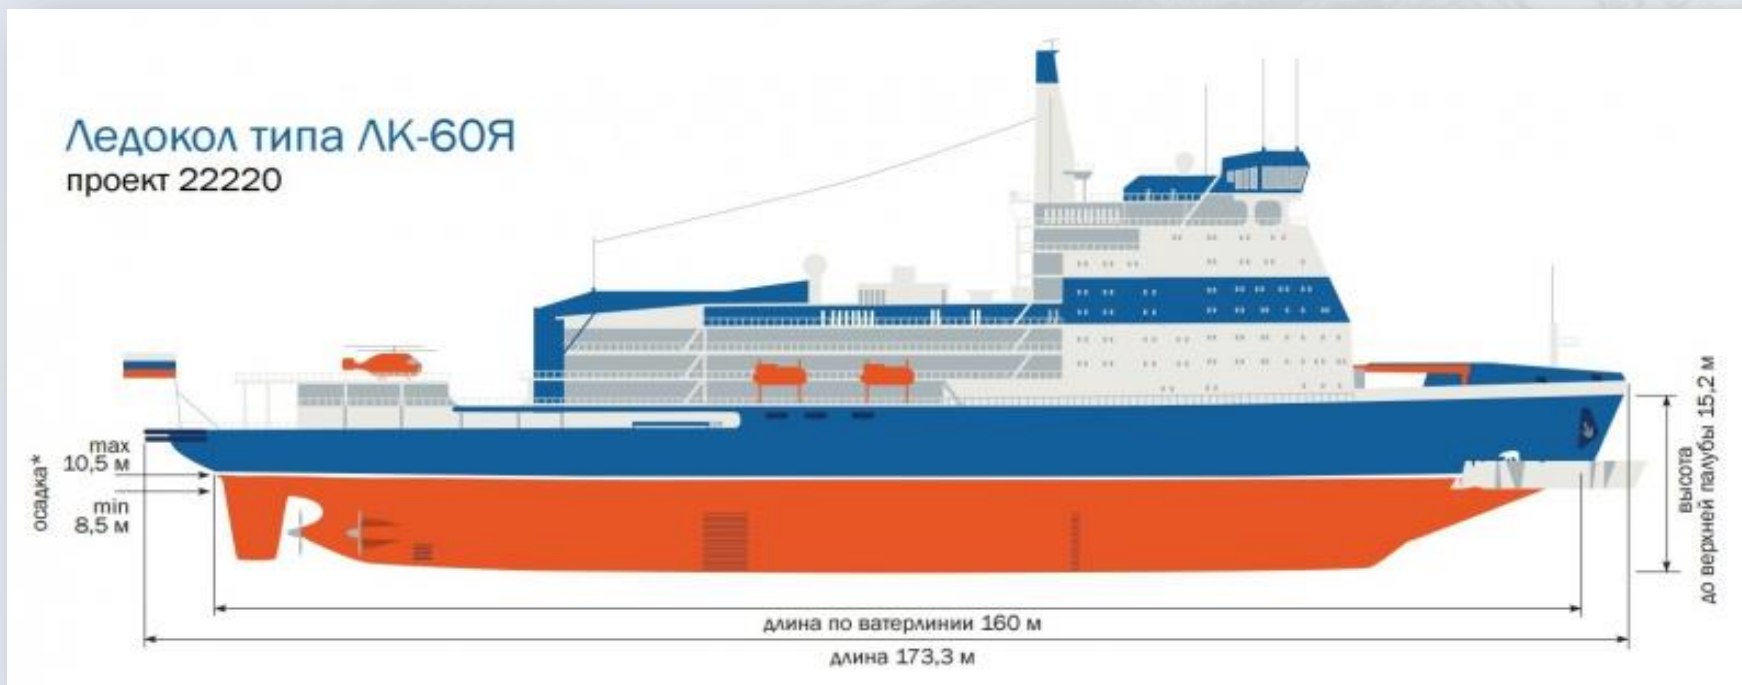 Ледокол типа ЛК-60Я
проект 22220
осадка*
max
10,5 м
min
8,5 м
высота
до верхней палубы 15,2 м
длина по ватерлинии 160 м
длина 173,3 м